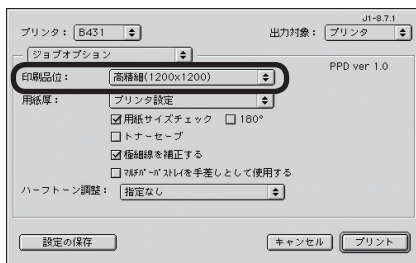 J1-8.7.1
プリンタ： B431 出力対象： プリンタ
ジョブオプション
PPD ver 1.0
印刷品位： 高精細(1200x1200)
用紙厚： プリンタ設定
用紙サイズチェック 180°
トナーセーブ
極細線を補正する
マルチパーパストレイを手差しとして使用する
ハーフトーン調整： 指定なし
設定の保存 キャンセル プリント